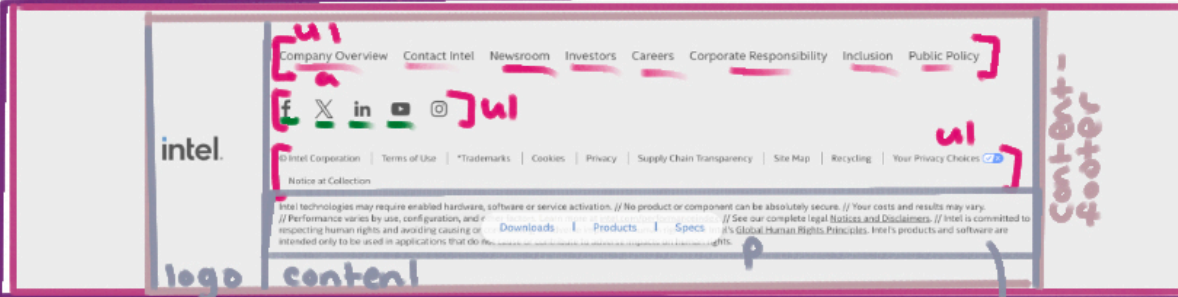 ul
Company Overview Contact Intel Newsroom Investors Careers Corporate Responsibility Inclusion Public Policy
a
f X in ul
intel.
ul
© Intel Corporation | Terms of Use | *Trademarks | Cookies | Privacy | Supply Chain Transparency | Site Map | Recycling | Your Privacy Choices
Notice at Collection
Intel technologies may require enabled hardware, software or service activation. // No product or component can be absolutely secure. // Your costs and results may vary.
// Performance varies by use, configuration, and // See our complete legal Notices and Disclaimers. // Intel is committed to
respecting human rights and avoiding causing or Global Human Rights Principles. Intel's products and software are
intended only to be used in applications that do rights.
Downloads | Products | Specs
p
logo content
content-
footer